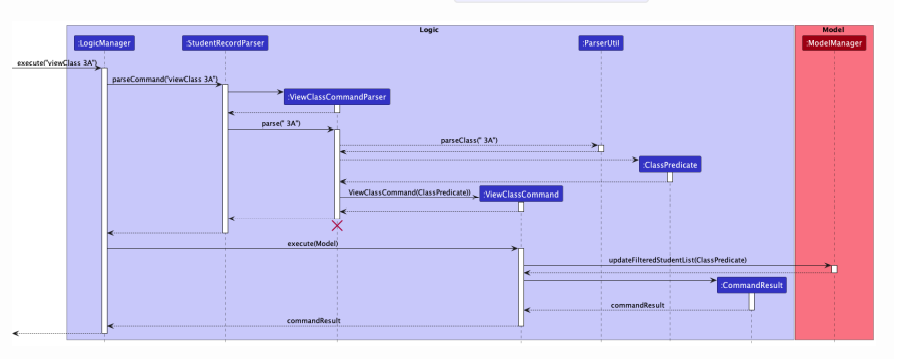 Logic
Model
:LogicManager
:StudentRecordParser
:ParserUtil
:ModelManager
execute("viewClass 3A")
parseCommand("viewClass 3A")
:ViewClassCommandParser
parse(" 3A")
parseClass(" 3A")
:ClassPredicate
ViewClassCommand(ClassPredicate))
:ViewClassCommand
execute(Model)
updateFilteredStudentList(ClassPredicate)
:CommandResult
commandResult
commandResult